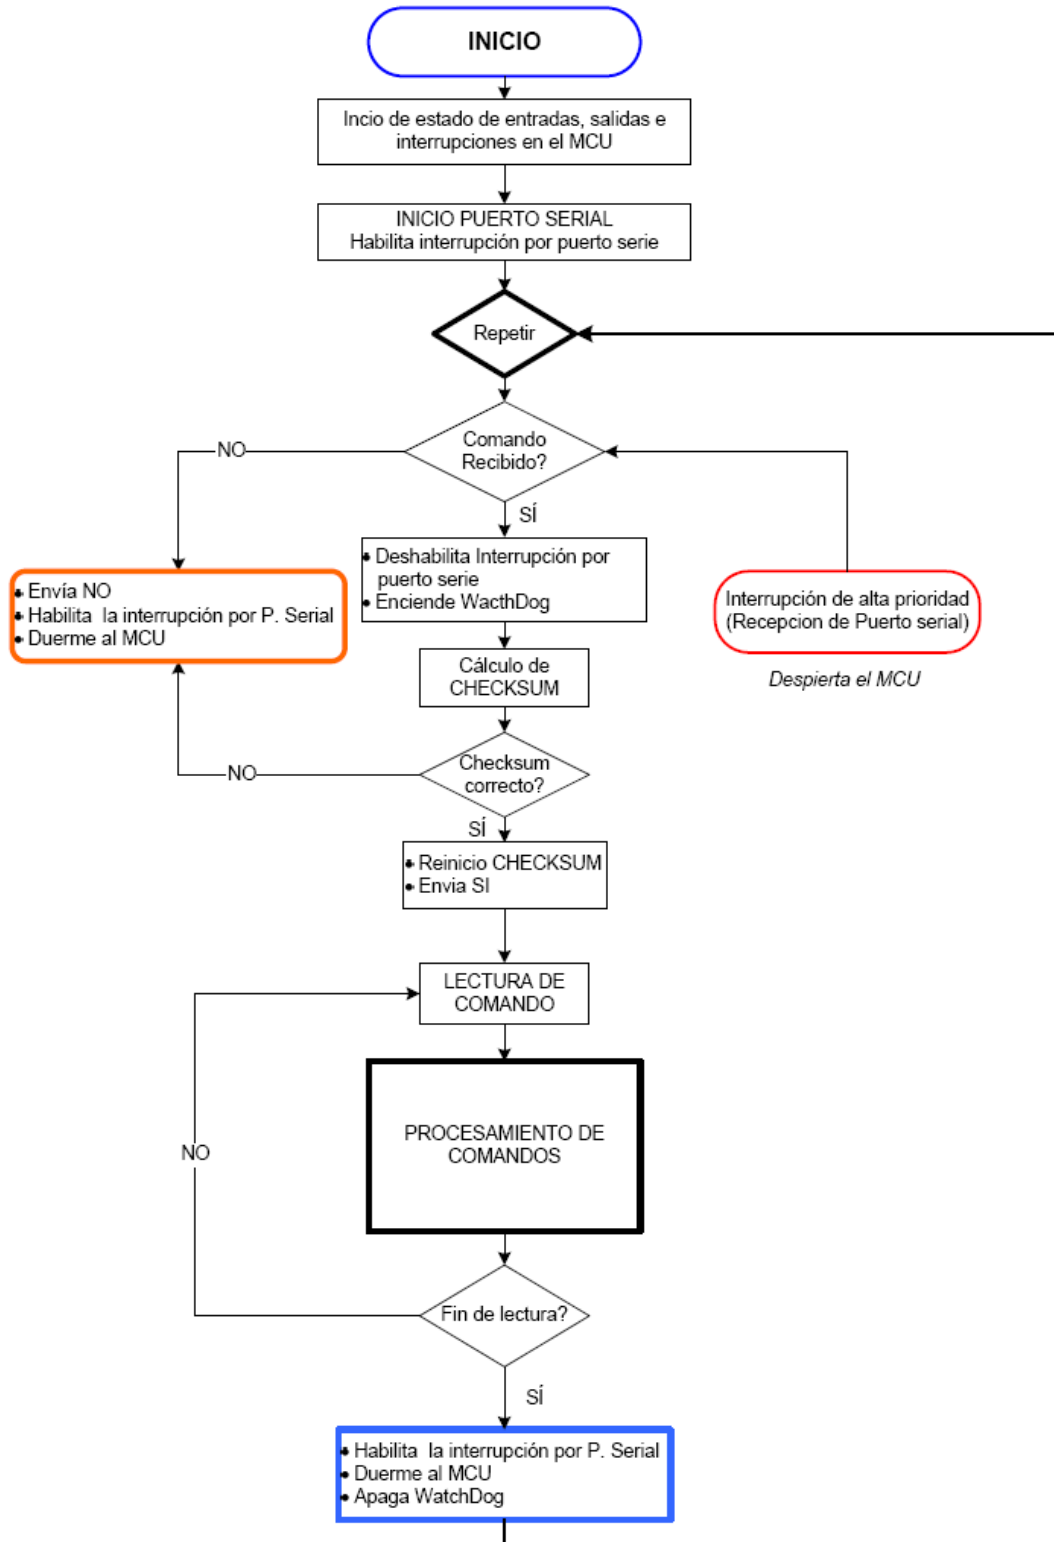 INICIO
Incio de estado de entradas, salidas e
interrupciones en el MCU
INICIO PUERTO SERIAL
Habilita interrupción por puerto serie
Repetir
Comando
Recibido?
NO
SÍ
• Deshabilita Interrupción por
puerto serie
• Enciende WacthDog
• Envía NO
• Habilita la interrupción por P. Serial
• Duerme al MCU
Interrupción de alta prioridad
(Recepcion de Puerto serial)
Despierta el MCU
Cálculo de
CHECKSUM
Checksum
correcto?
NO
SÍ
• Reinicio CHECKSUM
• Envia SI
LECTURA DE
COMANDO
PROCESAMIENTO DE
COMANDOS
NO
Fin de lectura?
SÍ
• Habilita la interrupción por P. Serial
• Duerme al MCU
• Apaga WatchDog